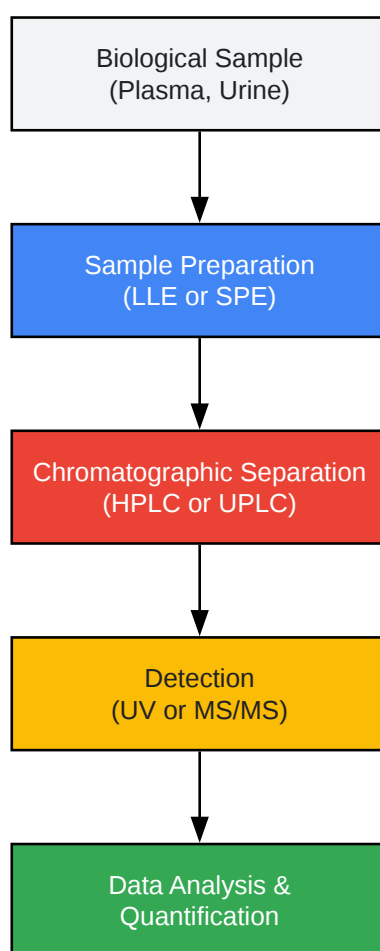 Biological Sample
(Plasma, Urine)
Sample Preparation
(LLE or SPE)
Chromatographic Separation
(HPLC or UPLC)
Detection
(UV or MS/MS)
Data Analysis &
Quantification